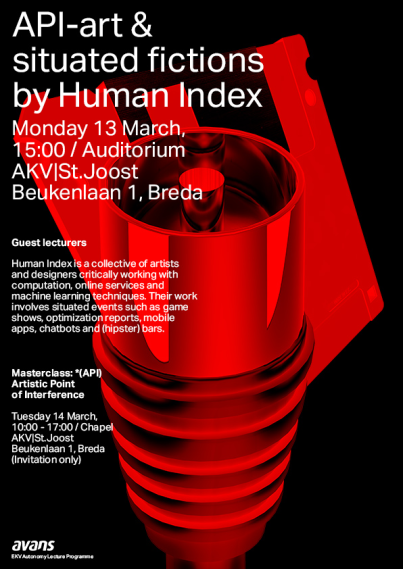 API-art &
situated fictions
by Human Index
Monday 13 March,
15:00 / Auditorium
AKV|St.Joost
Beukenlaan 1, Breda
Guest lecturers
Human Index is a collective of artists
and designers critically working with
computation, online services and
machine learning techniques. Their work
involves situated events such as game
shows, optimization reports, mobile
apps, chatbots and (hipster) bars.
Masterclass: *(API)
Artistic Point
of Interference
Tuesday 14 March,
10:00 - 17:00 / Chapel
AKV|St.Joost
Beukenlaan 1, Breda
(Invitation only)
avans
EKV Autonomy Lecture Programme